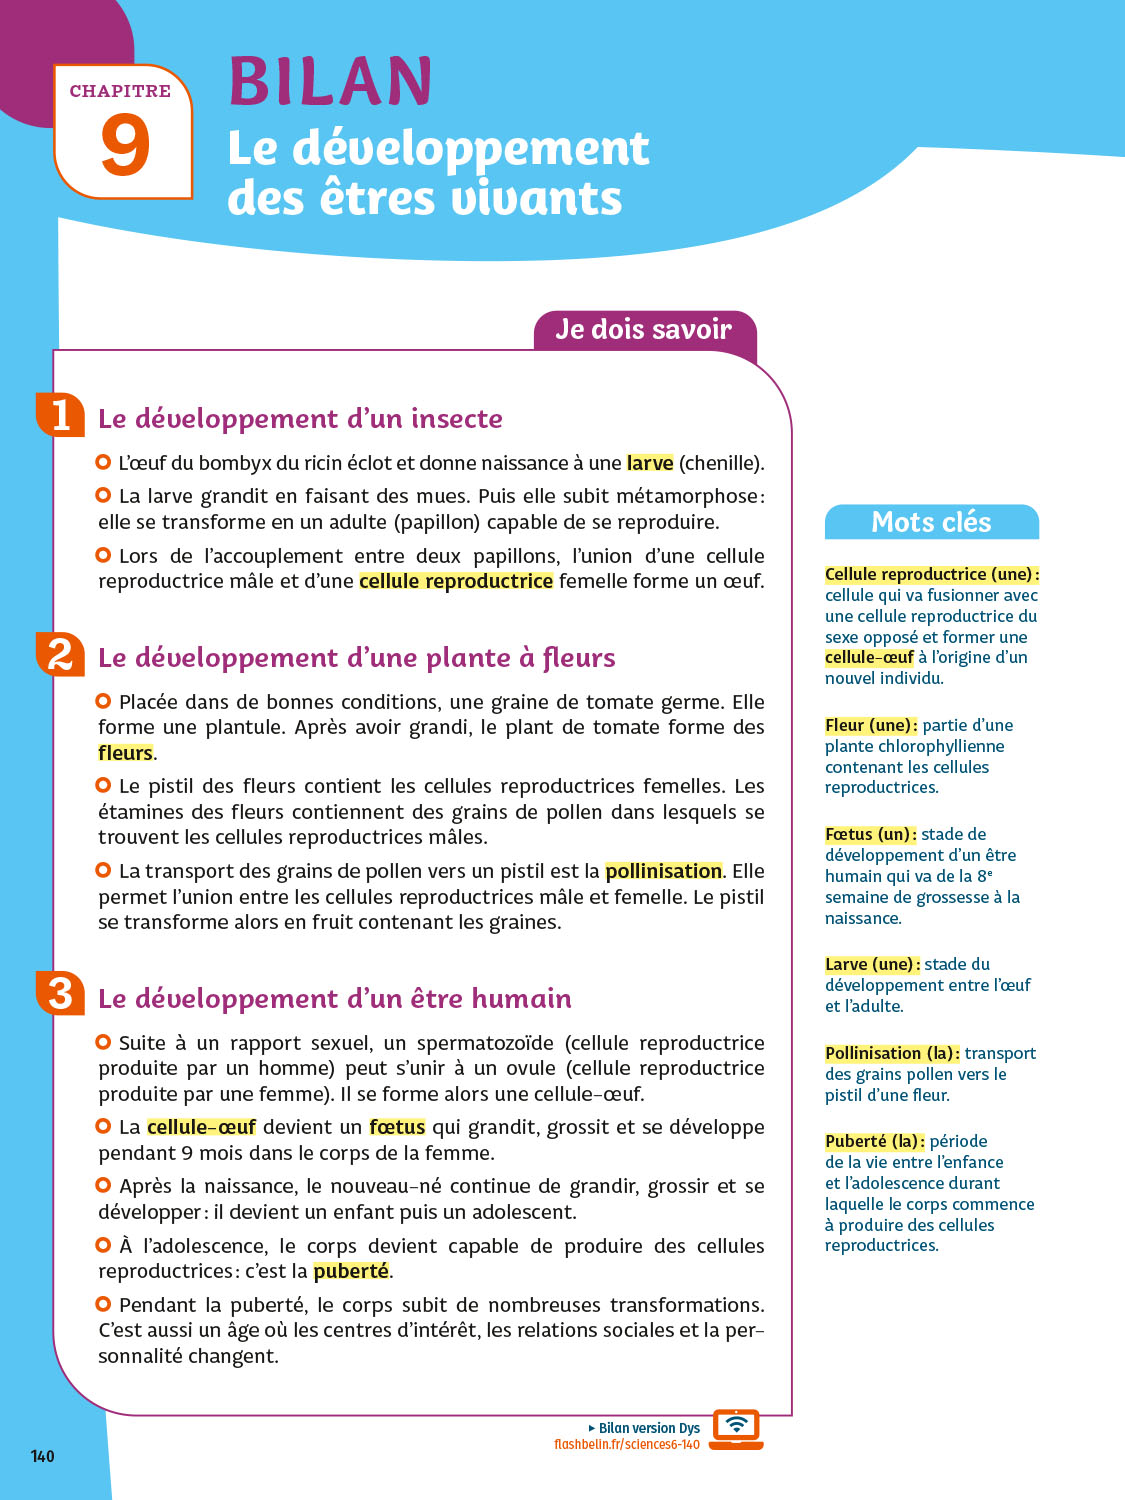 CHAPITRE
9
BILAN
Le développement
des êtres vivants
Je dois savoir
1
Le développement d'un insecte
L'œuf du bombyx du ricin éclot et donne naissance à une larve (chenille).
La larve grandit en faisant des mues. Puis elle subit métamorphose :
elle se transforme en un adulte (papillon) capable de se reproduire.
Lors de l'accouplement entre deux papillons, l'union d'une cellule
reproductrice mâle et d'une cellule reproductrice femelle forme un œuf.
2
Le développement d'une plante à fleurs
Placée dans de bonnes conditions, une graine de tomate germe. Elle
forme une plantule. Après avoir grandi, le plant de tomate forme des
fleurs.
Le pistil des fleurs contient les cellules reproductrices femelles. Les
étamines des fleurs contiennent des grains de pollen dans lesquels se
trouvent les cellules reproductrices mâles.
La transport des grains de pollen vers un pistil est la pollinisation. Elle
permet l'union entre les cellules reproductrices mâle et femelle. Le pistil
se transforme alors en fruit contenant les graines.
3
Le développement d'un être humain
Suite à un rapport sexuel, un spermatozoïde (cellule reproductrice
produite par un homme) peut s'unir à un ovule (cellule reproductrice
produite par une femme). Il se forme alors une cellule-œuf.
La cellule-œuf devient un fœtus qui grandit, grossit et se développe
pendant 9 mois dans le corps de la femme.
Après la naissance, le nouveau-né continue de grandir, grossir et se
développer : il devient un enfant puis un adolescent.
À l'adolescence, le corps devient capable de produire des cellules
reproductrices : c'est la puberté.
Pendant la puberté, le corps subit de nombreuses transformations.
C'est aussi un âge où les centres d'intérêt, les relations sociales et la per-
sonnalité changent.
Mots clés
Cellule reproductrice (une) :
cellule qui va fusionner avec
une cellule reproductrice du
sexe opposé et former une
cellule-œuf à l'origine d'un
nouvel individu.
Fleur (une) : partie d'une
plante chlorophyllienne
contenant les cellules
reproductrices.
Fœtus (un) : stade de
développement d'un être
humain qui va de la 8e
semaine de grossesse à la
naissance.
Larve (une) : stade du
développement entre l'œuf
et l'adulte.
Pollinisation (la) : transport
des grains pollen vers le
pistil d'une fleur.
Puberté (la) : période
de la vie entre l'enfance
et l'adolescence durant
laquelle le corps commence
à produire des cellules
reproductrices.
▸ Bilan version Dys
flashbelin.fr/sciences6-140
140